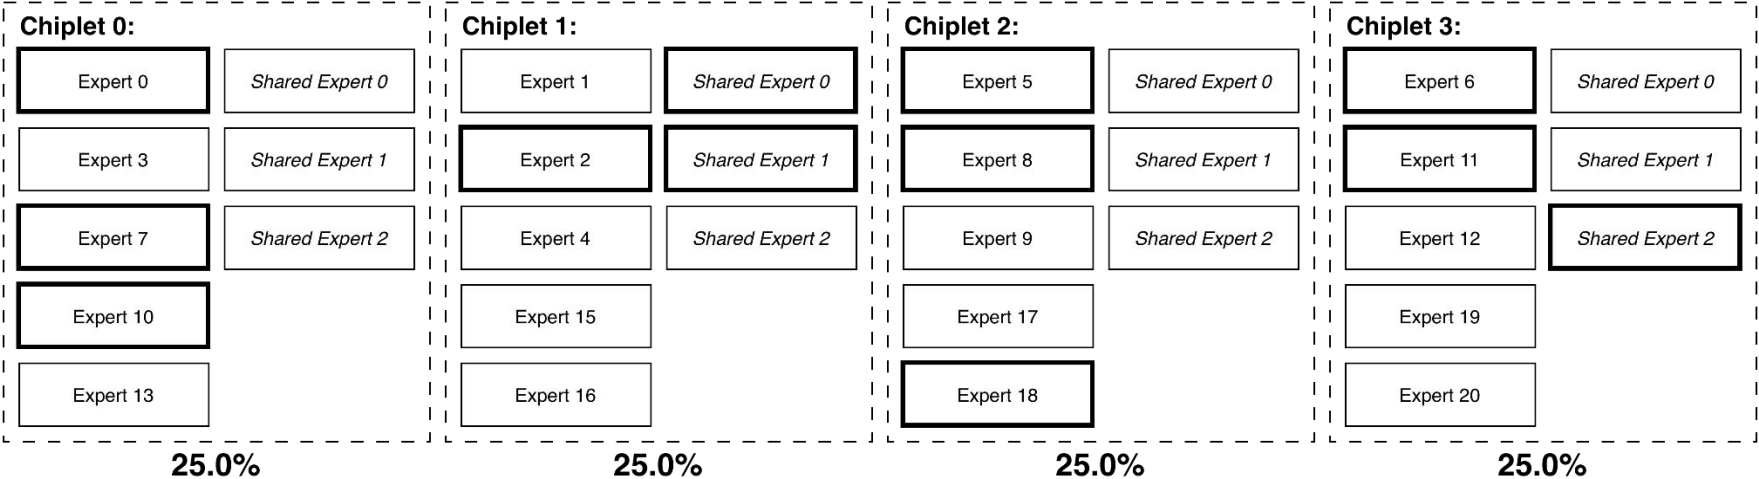 Chiplet 0:
Expert 0
Shared Expert 0
Expert 3
Shared Expert 1
Expert 7
Shared Expert 2
Expert 10
Expert 13
25.0%
Chiplet 1:
Expert 1
Shared Expert 0
Expert 2
Shared Expert 1
Expert 4
Shared Expert 2
Expert 15
Expert 16
25.0%
Chiplet 2:
Expert 5
Shared Expert 0
Expert 8
Shared Expert 1
Expert 9
Shared Expert 2
Expert 17
Expert 18
25.0%
Chiplet 3:
Expert 6
Shared Expert 0
Expert 11
Shared Expert 1
Expert 12
Shared Expert 2
Expert 19
Expert 20
25.0%